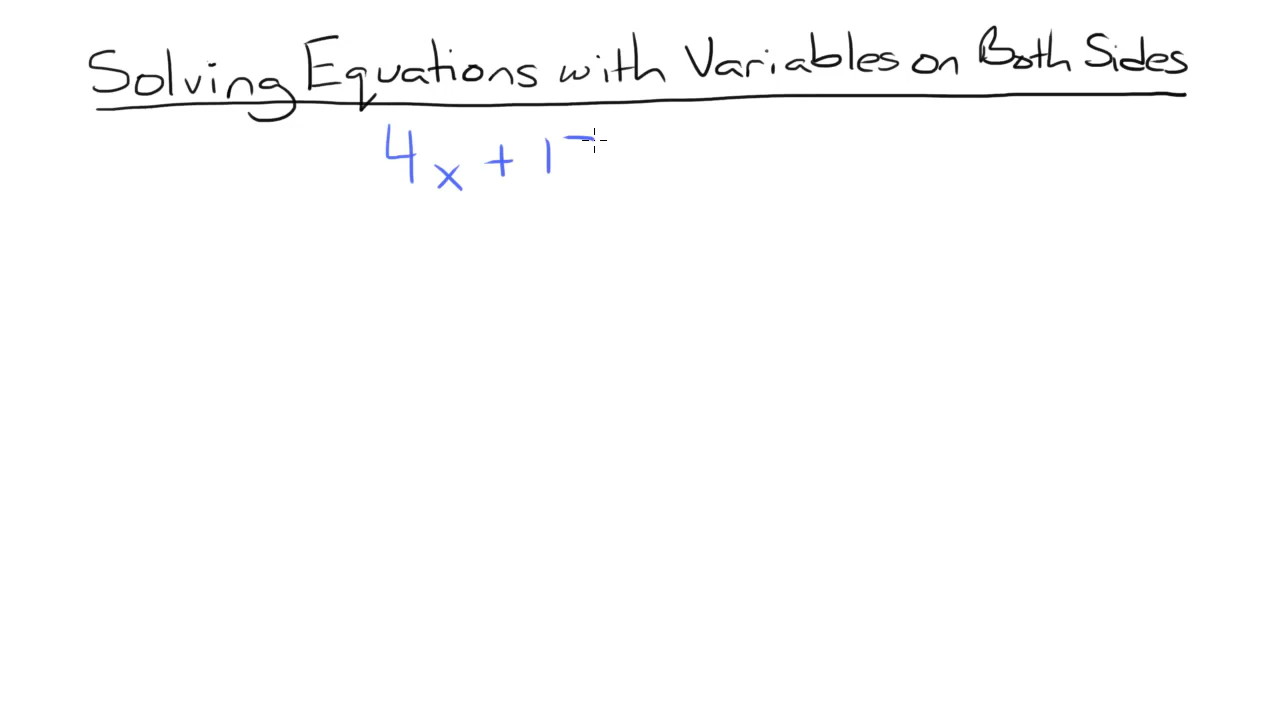 Solving Equations with Variables on Both Sides
4x + 1